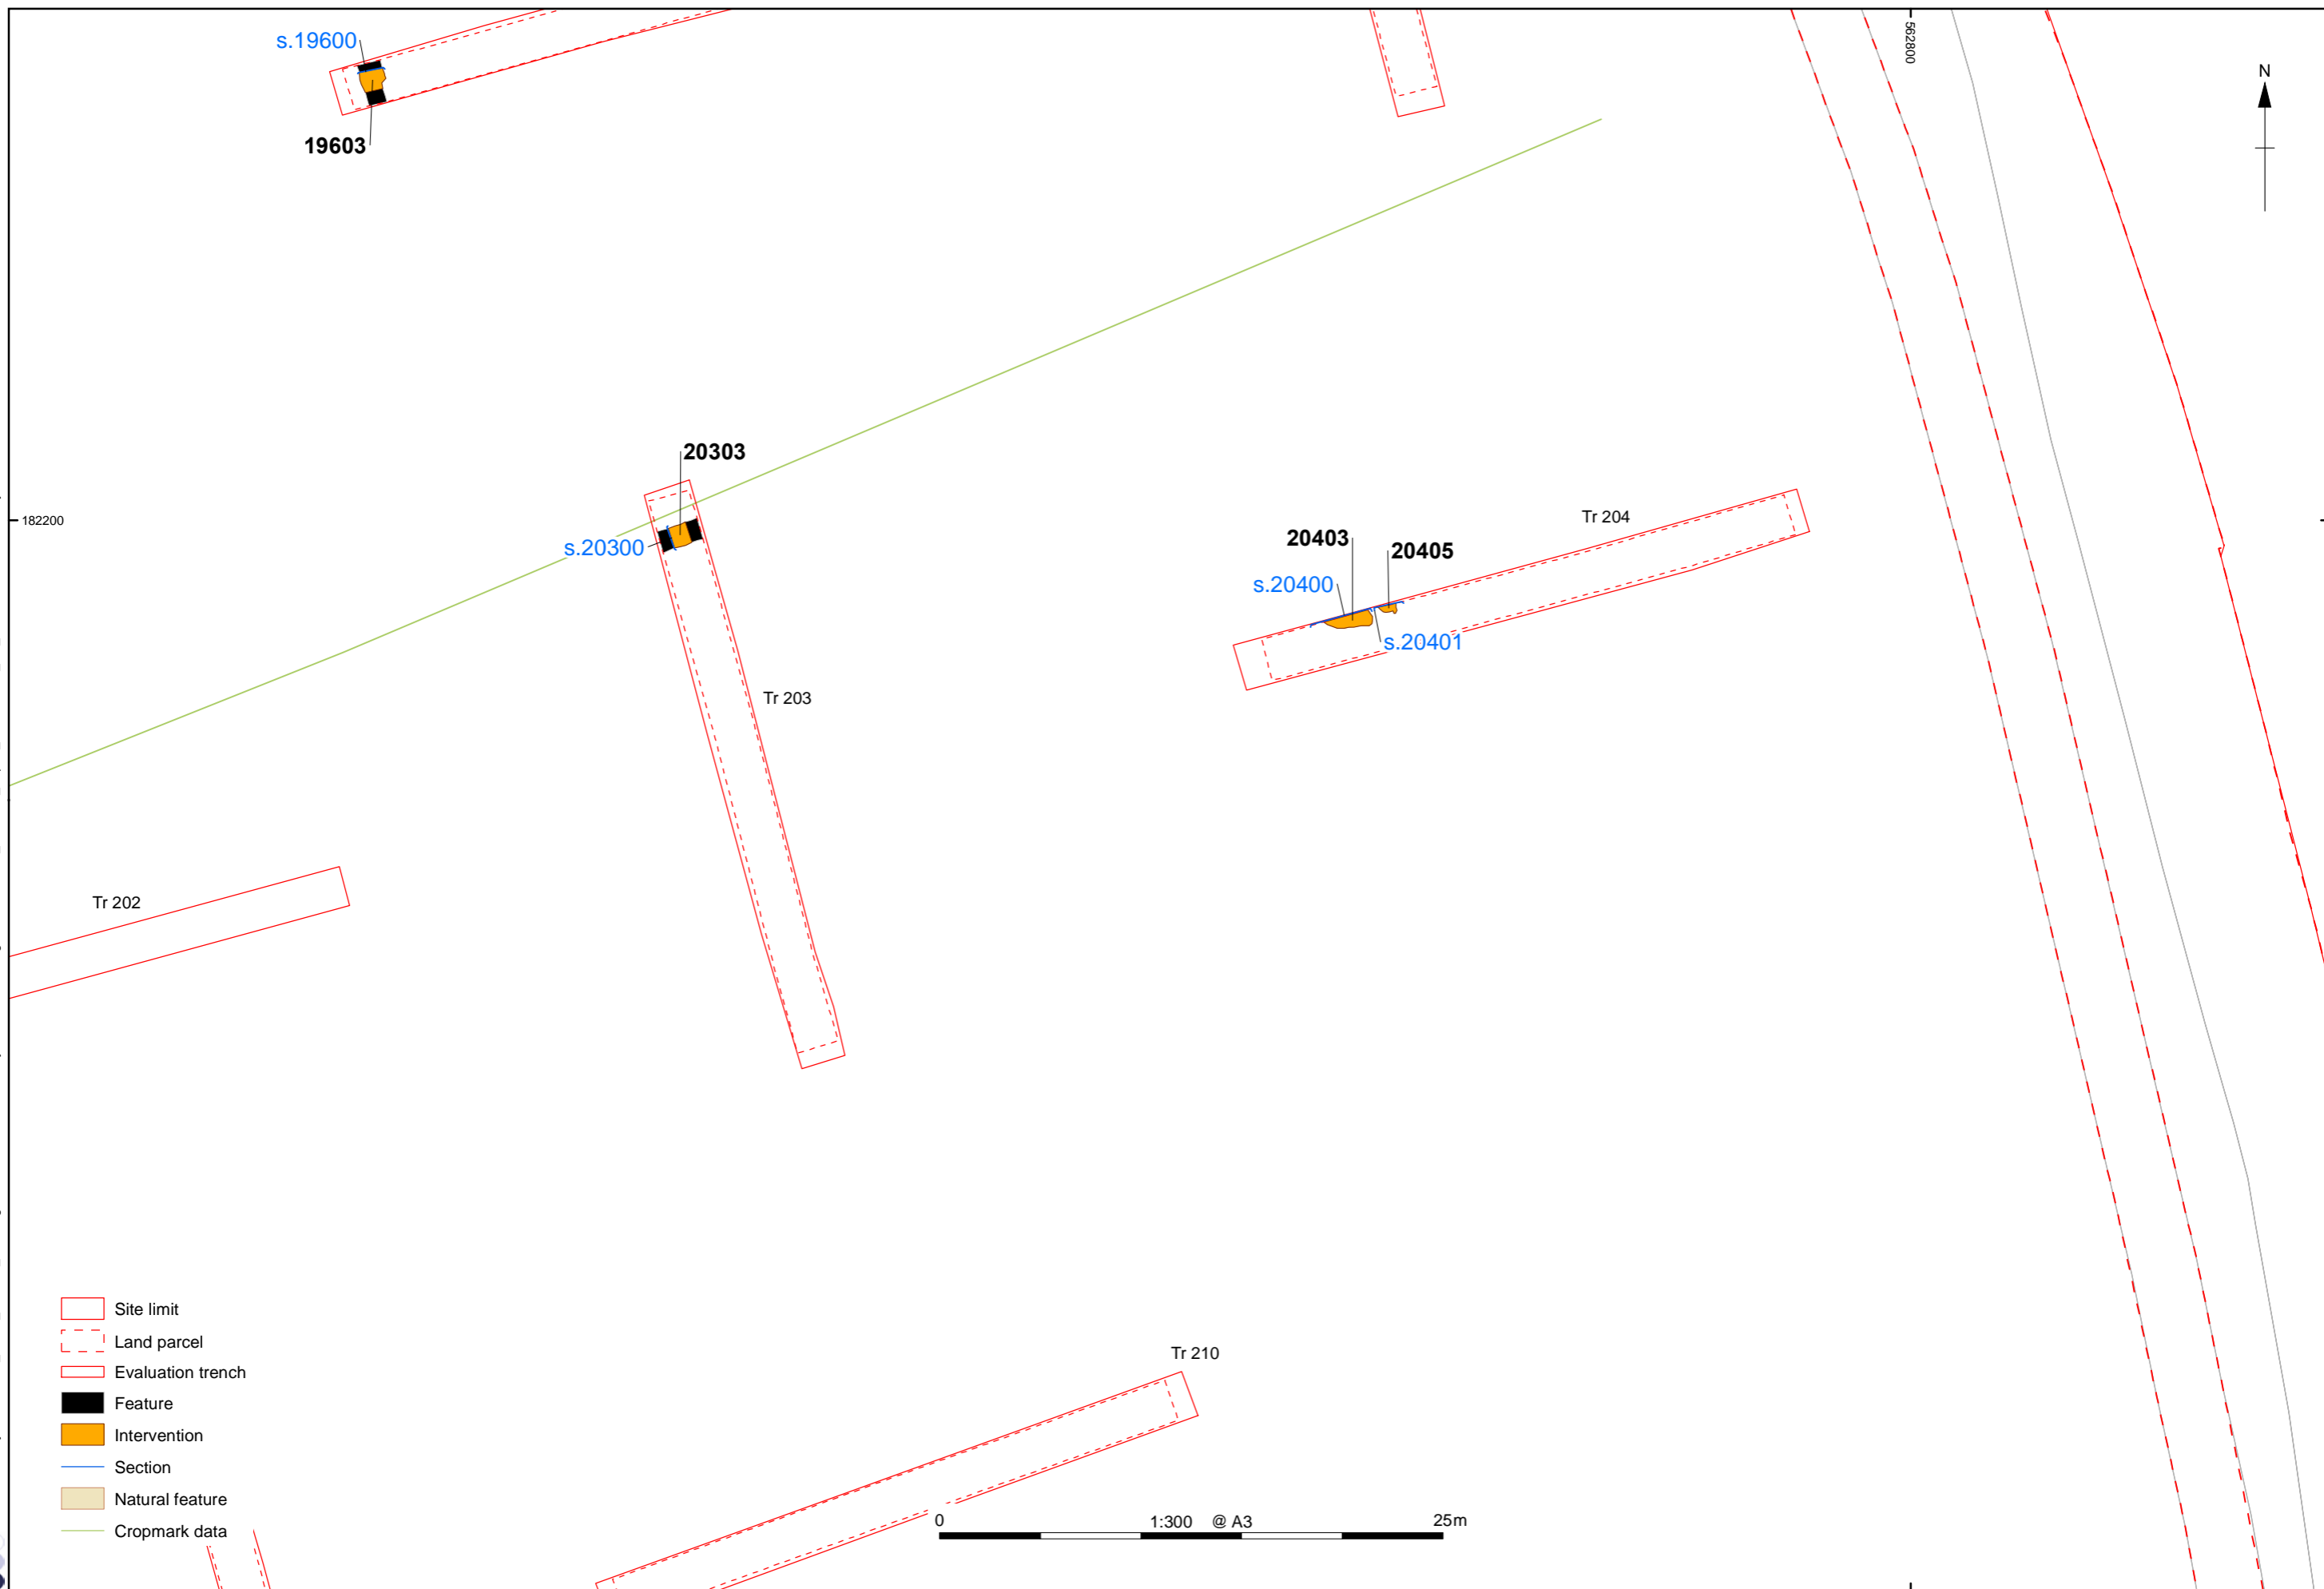 s.19600
562800
N
19603
20303
182200
Tr 204
20403
20405
s.20300
s.20400
s.20401
Tr 203
Tr 202
Site limit
Land parcel
Tr 210
Evaluation trench
Feature
Intervention
Section
Natural feature
Cropmark data
0 1:300 @ A3 25m